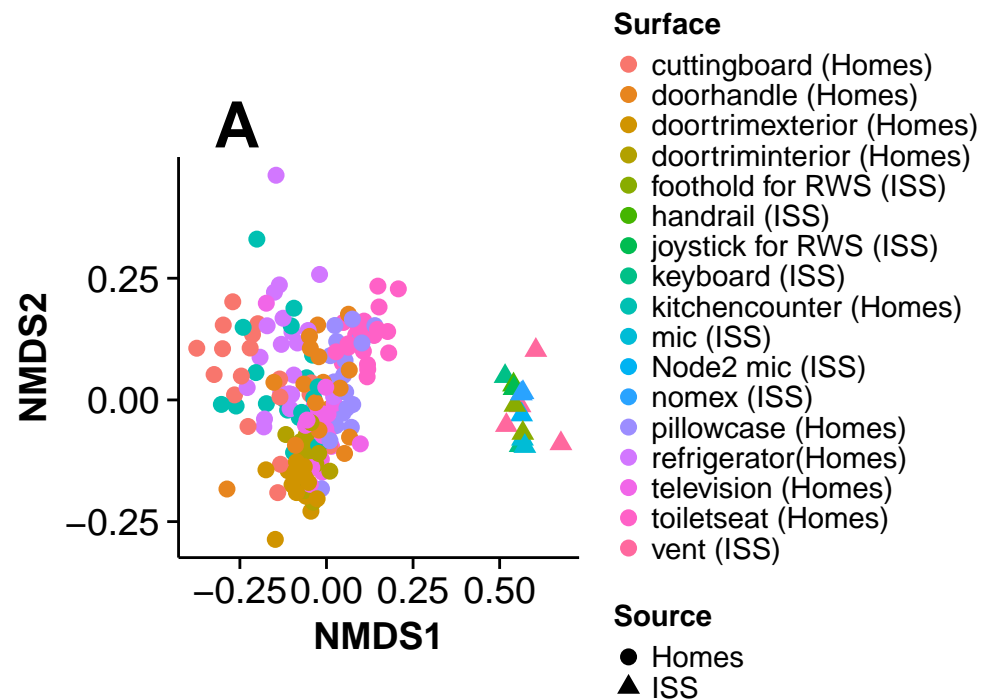 A
NMDS2
0.25
0.00
−0.25
−0.25 0.00 0.25 0.50
NMDS1
Surface
cuttingboard (Homes)
doorhandle (Homes)
doortrimexterior (Homes)
doortriminterior (Homes)
foothold for RWS (ISS)
handrail (ISS)
joystick for RWS (ISS)
keyboard (ISS)
kitchencounter (Homes)
mic (ISS)
Node2 mic (ISS)
nomex (ISS)
pillowcase (Homes)
refrigerator(Homes)
television (Homes)
toiletseat (Homes)
vent (ISS)
Source
Homes
ISS